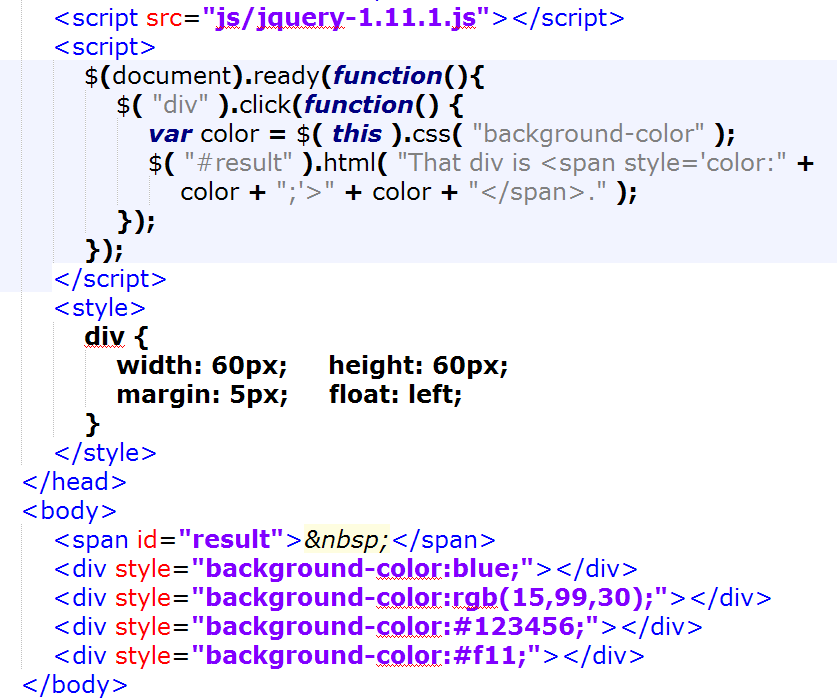 <script src="js/jquery-1.11.1.js"></script>
<script>
$(document).ready(function(){
$( "div" ).click(function() {
var color = $( this ).css( "background-color" );
$( "#result" ).html( "That div is <span style='color:" +
color + ";'>" + color + "</span>." );
});
});
</script>
<style>
div {
width: 60px; height: 60px;
margin: 5px; float: left;
}
</style>
</head>
<body>
<span id="result">&nbsp;</span>
<div style="background-color:blue;"></div>
<div style="background-color:rgb(15,99,30);"></div>
<div style="background-color:#123456;"></div>
<div style="background-color:#f11;"></div>
</body>